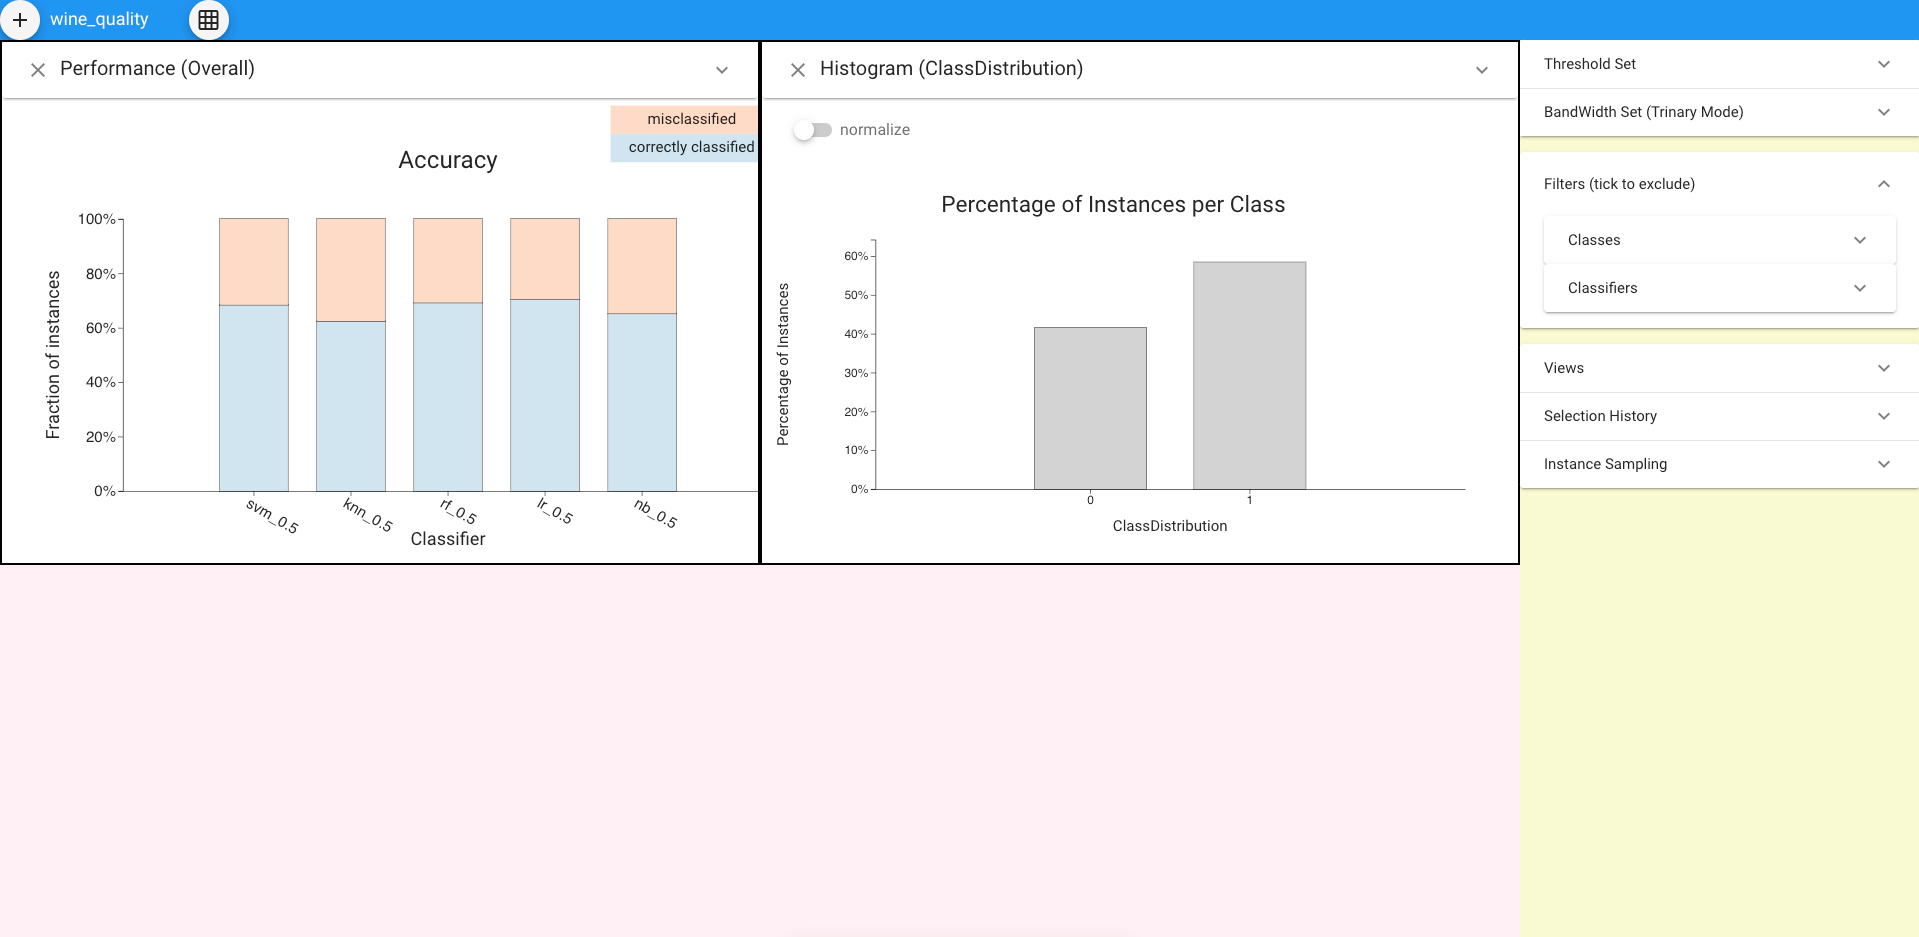 wine_quality
Performance (Overall)
misclassified
correctly classified
Accuracy
Fraction of instances
100%
80%
60%
40%
20%
0%
svm_0.5
knn_0.5
rf_0.5
lr_0.5
nb_0.5
Classifier
Histogram (ClassDistribution)
normalize
Percentage of Instances per Class
Percentage of Instances
60%
50%
40%
30%
20%
10%
0%
0
1
ClassDistribution
Threshold Set
BandWidth Set (Trinary Mode)
Filters (tick to exclude)
Classes
Classifiers
Views
Selection History
Instance Sampling